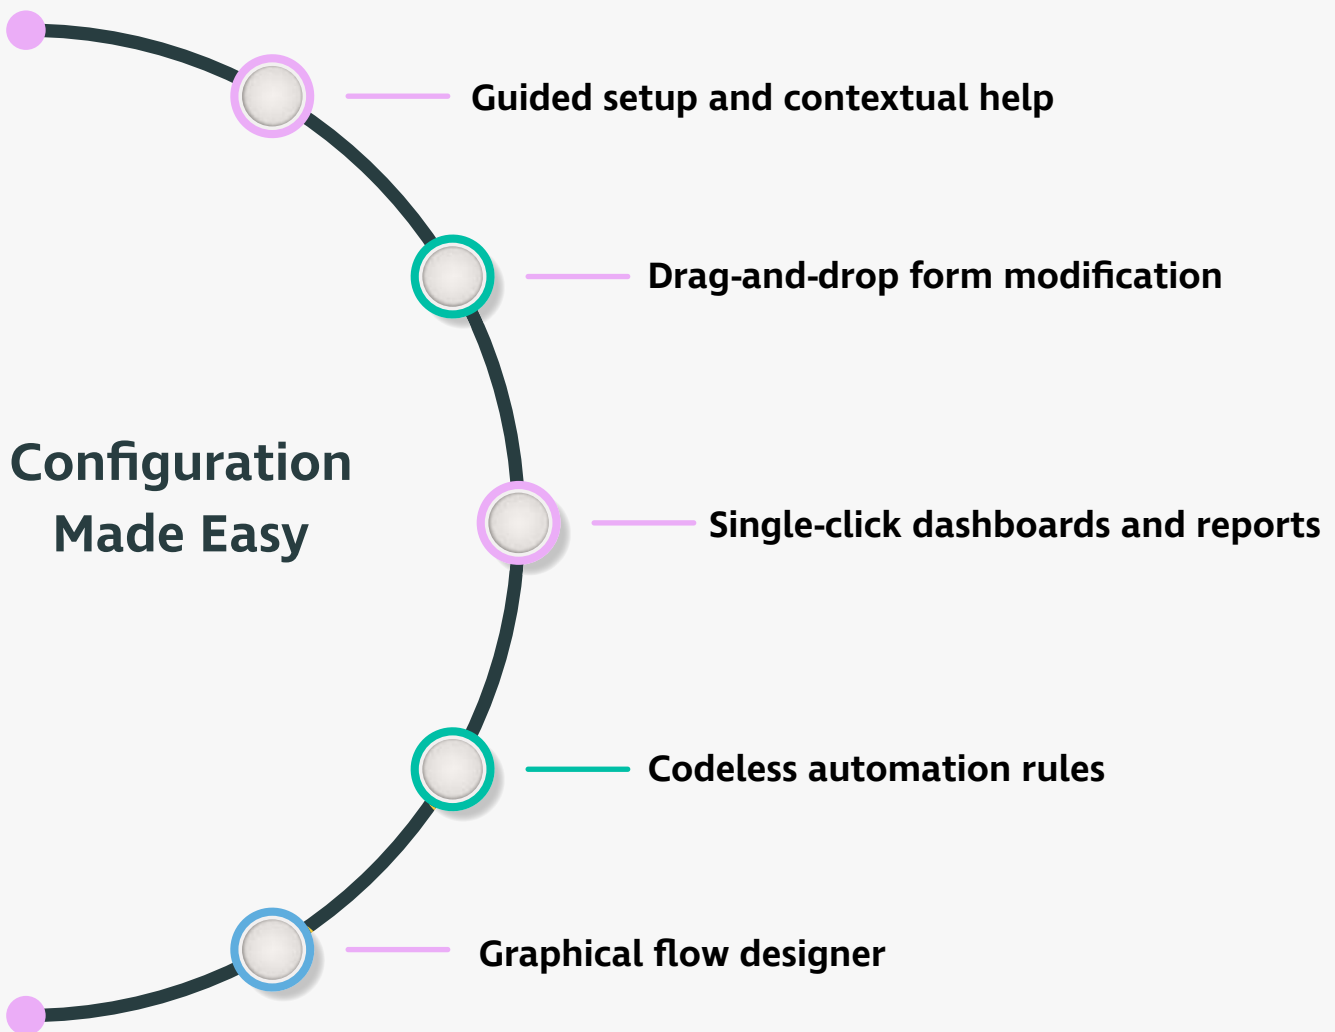 Guided setup and contextual help
Drag-and-drop form modification
Configuration
Made Easy
Single-click dashboards and reports
Codeless automation rules
Graphical flow designer